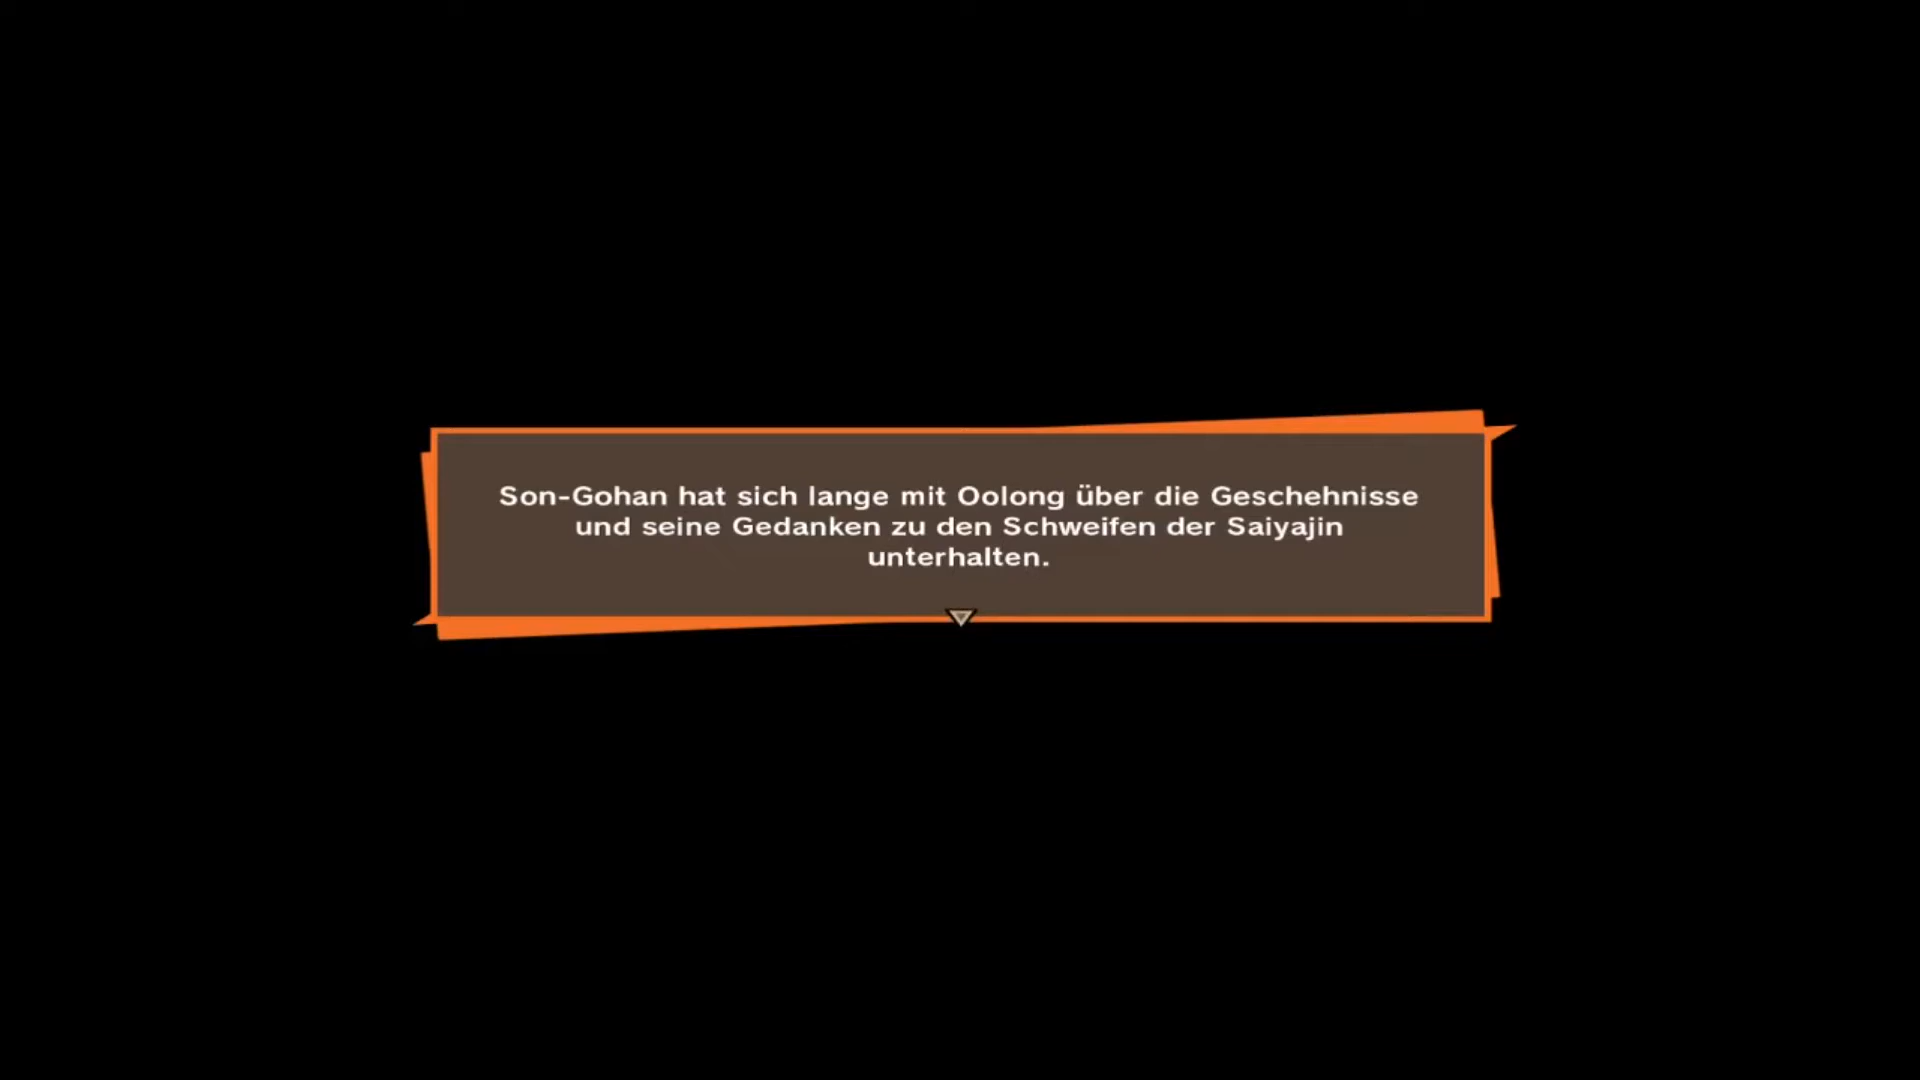 Son-Gohan hat sich lange mit Oolong über die Geschehnisse
und seine Gedanken zu den Schweifen der Saiyajin
unterhalten.